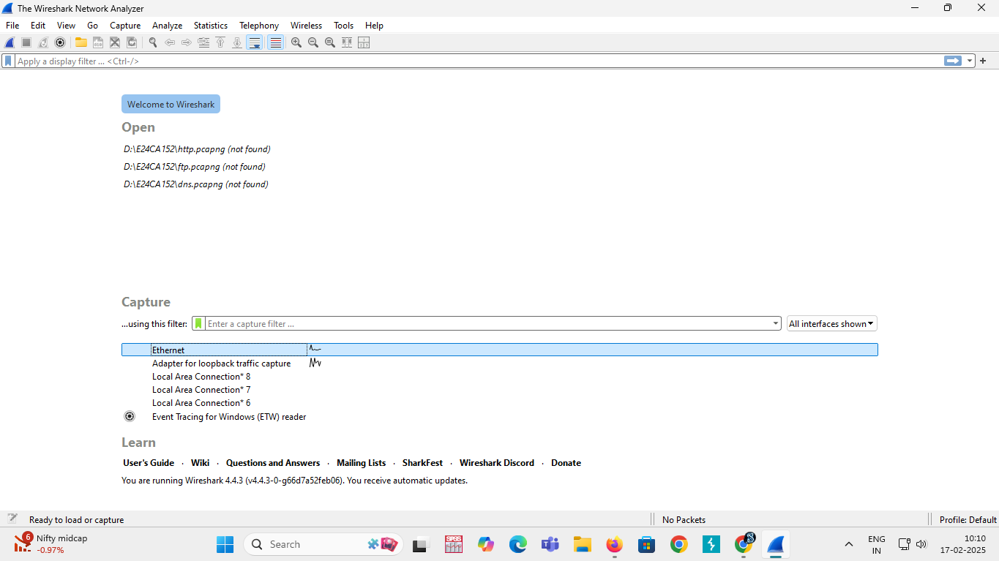 The Wireshark Network Analyzer
File Edit View Go Capture Analyze Statistics Telephony Wireless Tools Help
Apply a display filter ... <Ctrl-/>
Welcome to Wireshark
Open
D:\E24CA152\http.pcapng (not found)
D:\E24CA152\ftp.pcapng (not found)
D:\E24CA152\dns.pcapng (not found)
Capture
...using this filter: Enter a capture filter ... All interfaces shown
Ethernet
Adapter for loopback traffic capture
Local Area Connection* 8
Local Area Connection* 7
Local Area Connection* 6
Event Tracing for Windows (ETW) reader
Learn
User's Guide · Wiki · Questions and Answers · Mailing Lists · SharkFest · Wireshark Discord · Donate
You are running Wireshark 4.4.3 (v4.4.3-0-g66d7a52feb06). You receive automatic updates.
Ready to load or capture No Packets Profile: Default
6 Nifty midcap
-0.97%
Search
SPSS
S
ENG
IN
10:10
17-02-2025